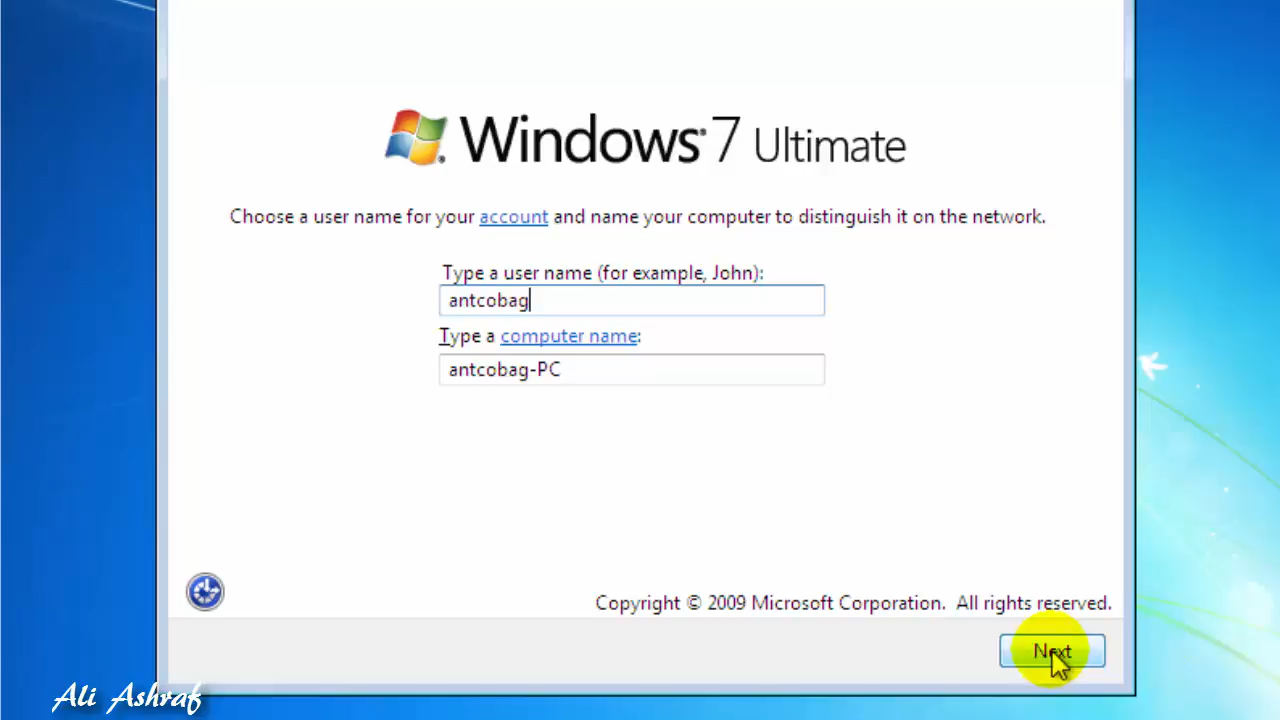 Windows® 7 Ultimate
Choose a user name for your account and name your computer to distinguish it on the network.
Type a user name (for example, John):
antcobag
Type a computer name:
antcobag-PC
Copyright © 2009 Microsoft Corporation. All rights reserved.
Next
Ali Ashraf